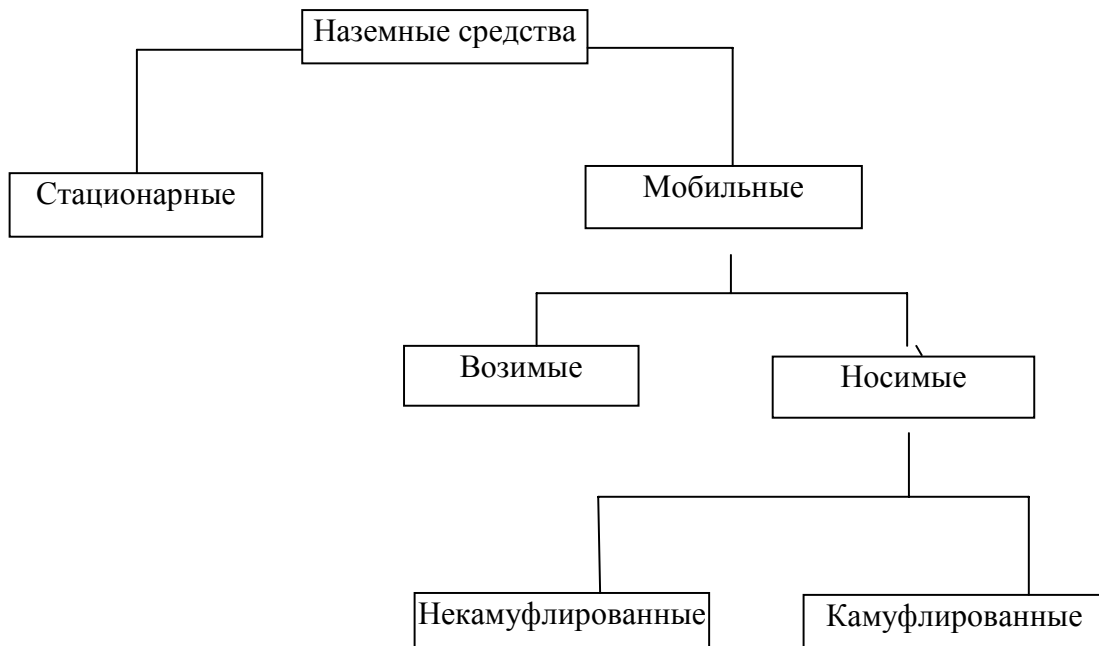 Наземные средства
Стационарные
Мобильные
Возимые
Носимые
Некамуфлированные
Камуфлированные